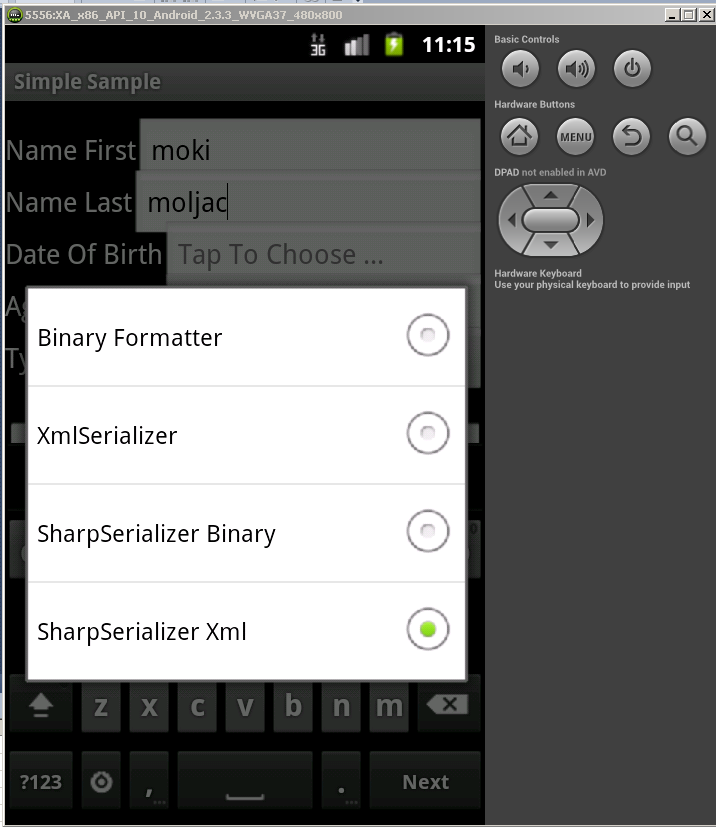 5556:XA_x86_API_10_Android_2.3.3_WVGA37_480x800
3G 11:15
Simple Sample
Name First moki
Name Last moljac
Date Of Birth Tap To Choose ...
Binary Formatter
XmlSerializer
SharpSerializer Binary
SharpSerializer Xml
z x c v b n m
?123 , ... . ... Next
Basic Controls
Hardware Buttons
MENU
DPAD not enabled in AVD
Hardware Keyboard
Use your physical keyboard to provide input